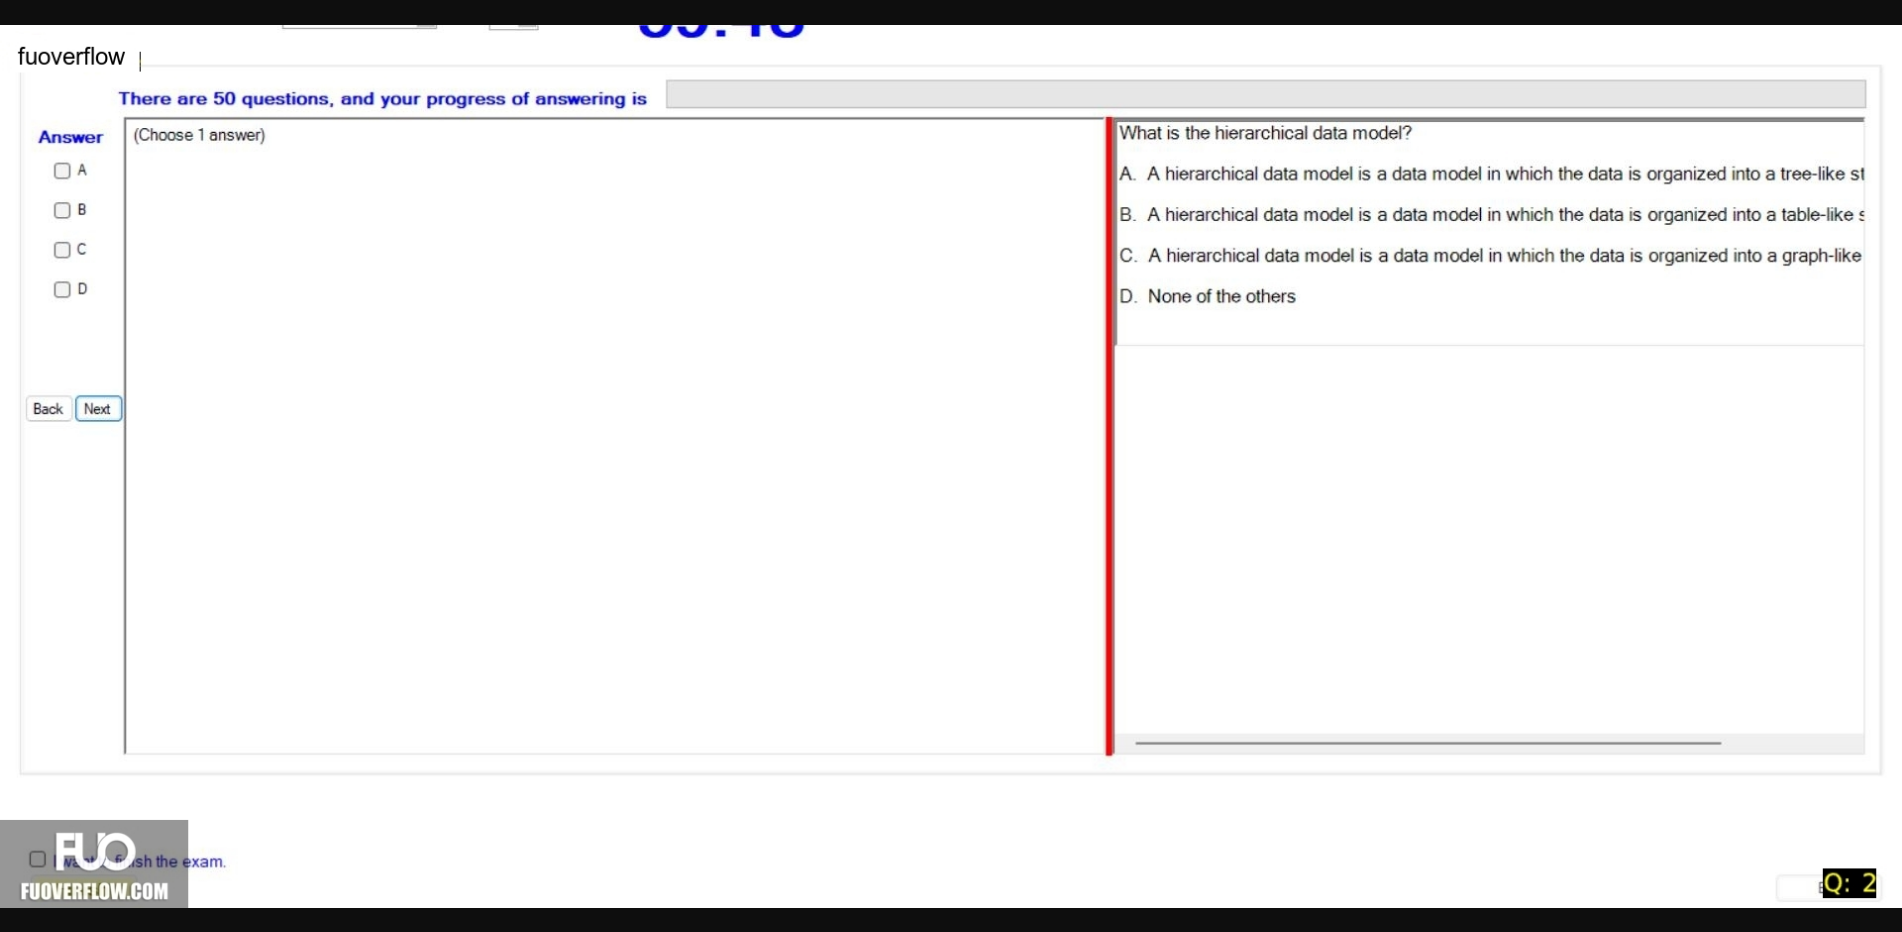 fuoverflow
There are 50 questions, and your progress of answering is
Answer
(Choose 1 answer)
A
B
C
D
Back Next
What is the hierarchical data model?
A. A hierarchical data model is a data model in which the data is organized into a tree-like st
B. A hierarchical data model is a data model in which the data is organized into a table-like s
C. A hierarchical data model is a data model in which the data is organized into a graph-like
D. None of the others
FUO
sh the exam.
FUOVERFLOW.COM
Q: 2